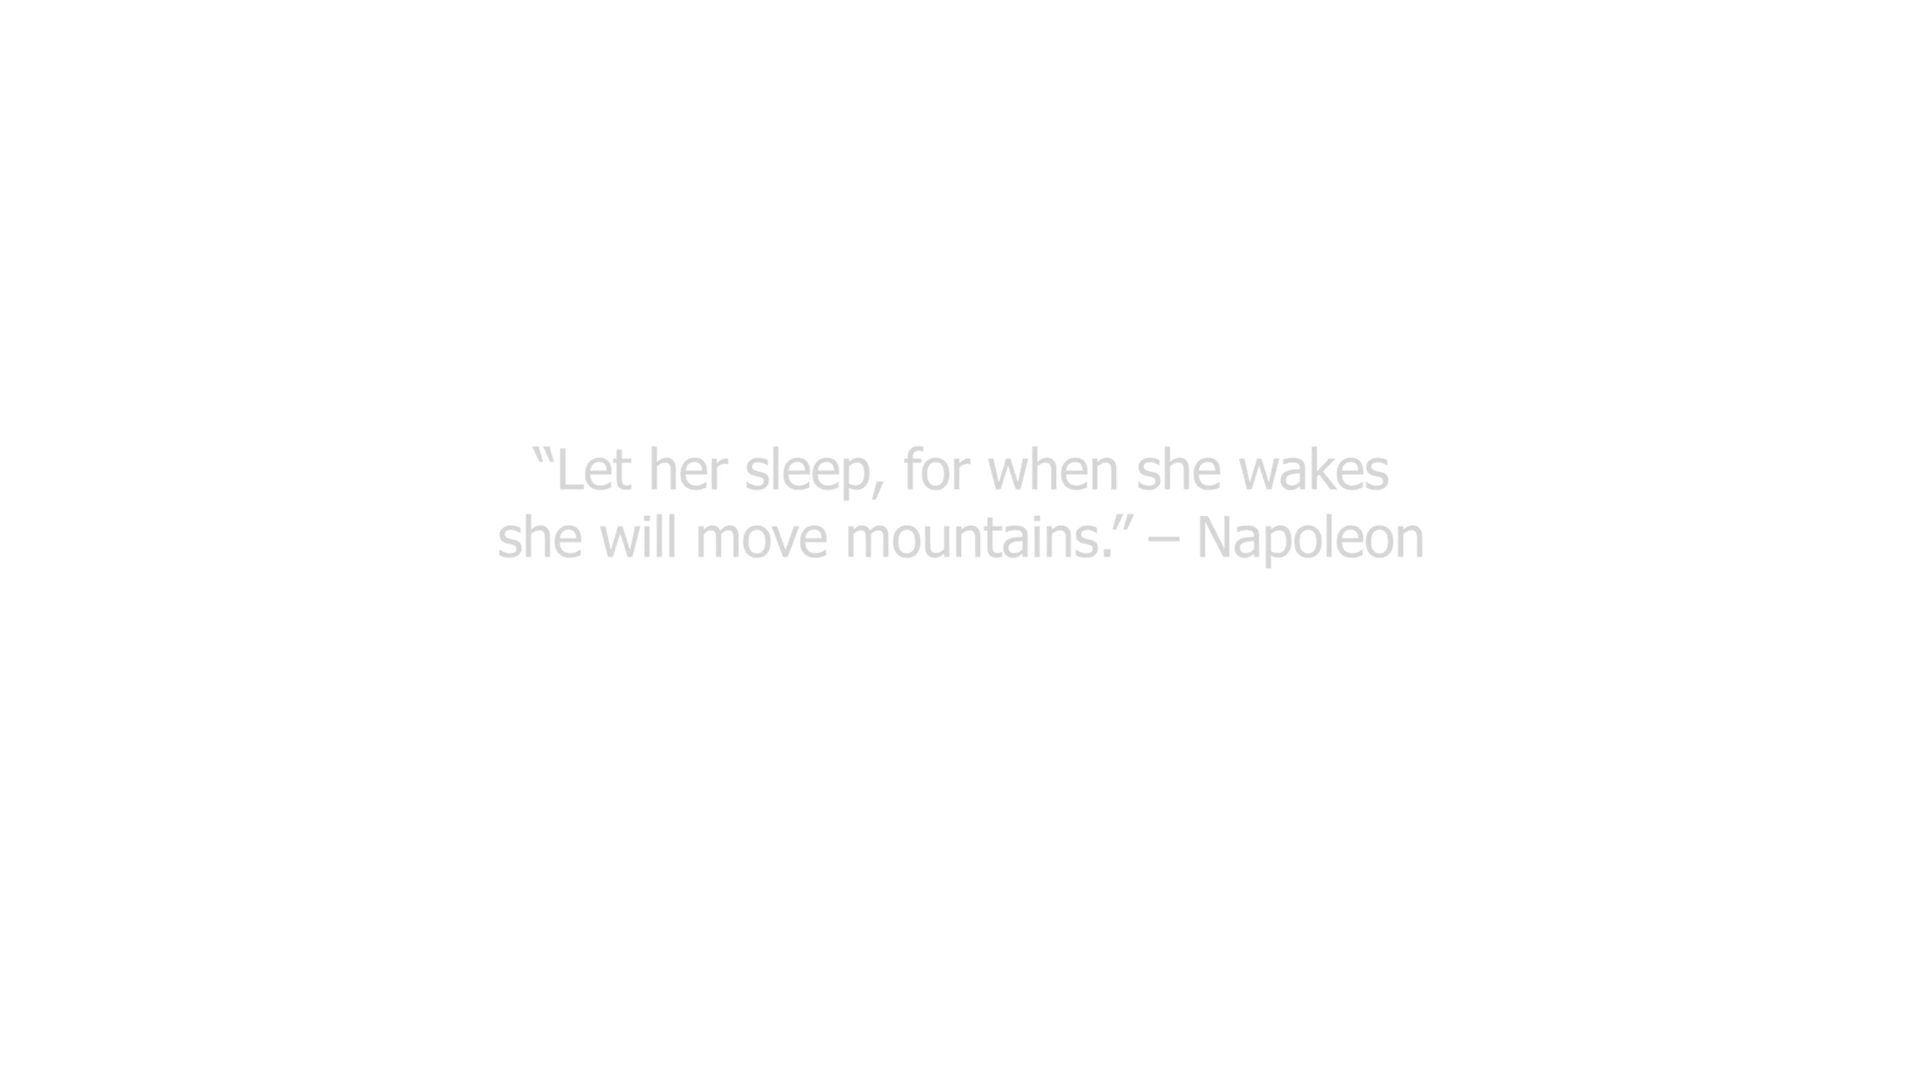 “Let her sleep, for when she wakes
she will move mountains.” – Napoleon